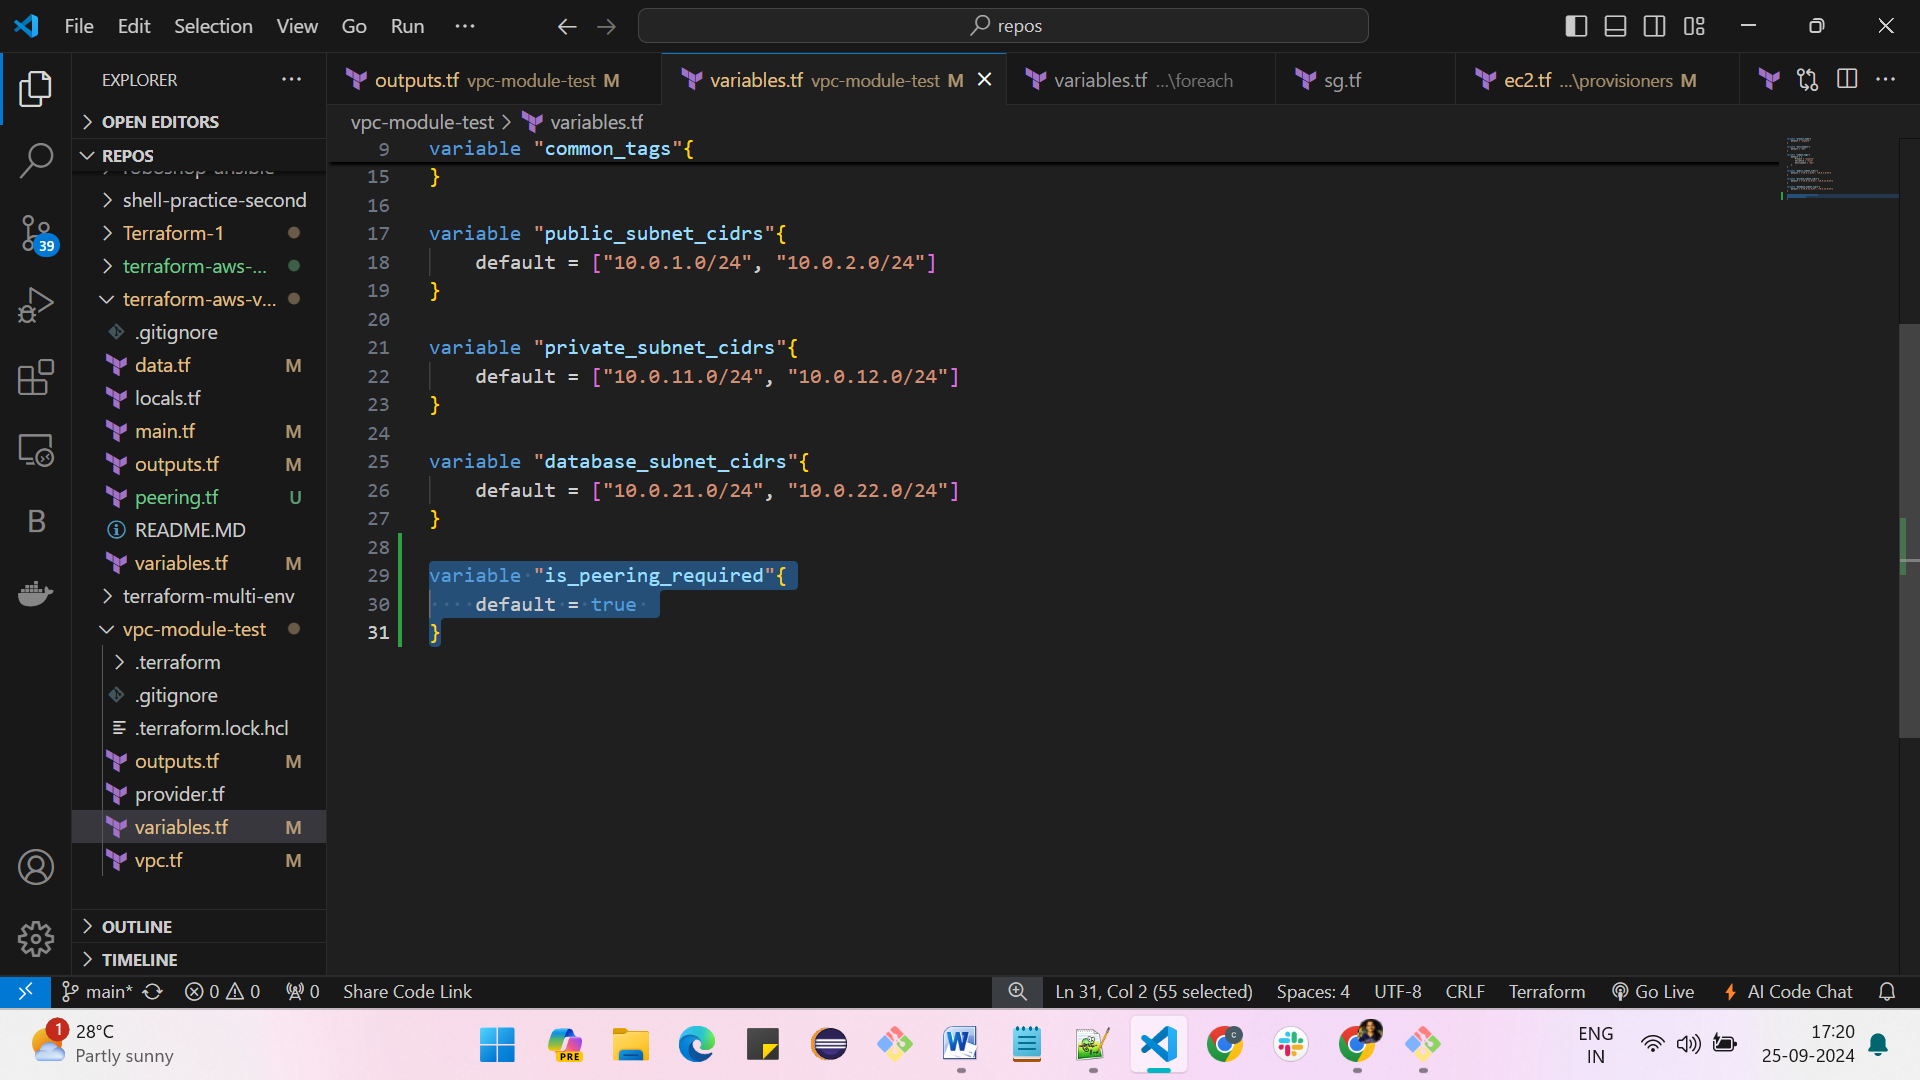 File Edit Selection View Go Run ··· repos
EXPLORER ···
outputs.tf vpc-module-test M variables.tf vpc-module-test M variables.tf ...\foreach sg.tf ec2.tf ...\provisioners M ···
OPEN EDITORS
REPOS
roboshop-ansible
shell-practice-second
Terraform-1
terraform-aws-...
terraform-aws-v...
.gitignore
data.tf M
locals.tf
main.tf M
outputs.tf M
peering.tf U
README.MD
variables.tf M
terraform-multi-env
vpc-module-test
.terraform
.gitignore
.terraform.lock.hcl
outputs.tf M
provider.tf
variables.tf M
vpc.tf M
OUTLINE
TIMELINE
39
B
vpc-module-test > variables.tf
9 variable "common_tags"{
15 }
16
17 variable "public_subnet_cidrs"{
18 default = ["10.0.1.0/24", "10.0.2.0/24"]
19 }
20
21 variable "private_subnet_cidrs"{
22 default = ["10.0.11.0/24", "10.0.12.0/24"]
23 }
24
25 variable "database_subnet_cidrs"{
26 default = ["10.0.21.0/24", "10.0.22.0/24"]
27 }
28
29 variable "is_peering_required"{
30 default = true
31 }
main* 0 0 0 Share Code Link Ln 31, Col 2 (55 selected) Spaces: 4 UTF-8 CRLF Terraform Go Live AI Code Chat
1 28°C
Partly sunny
PRE
W
C
ENG
IN
17:20
25-09-2024